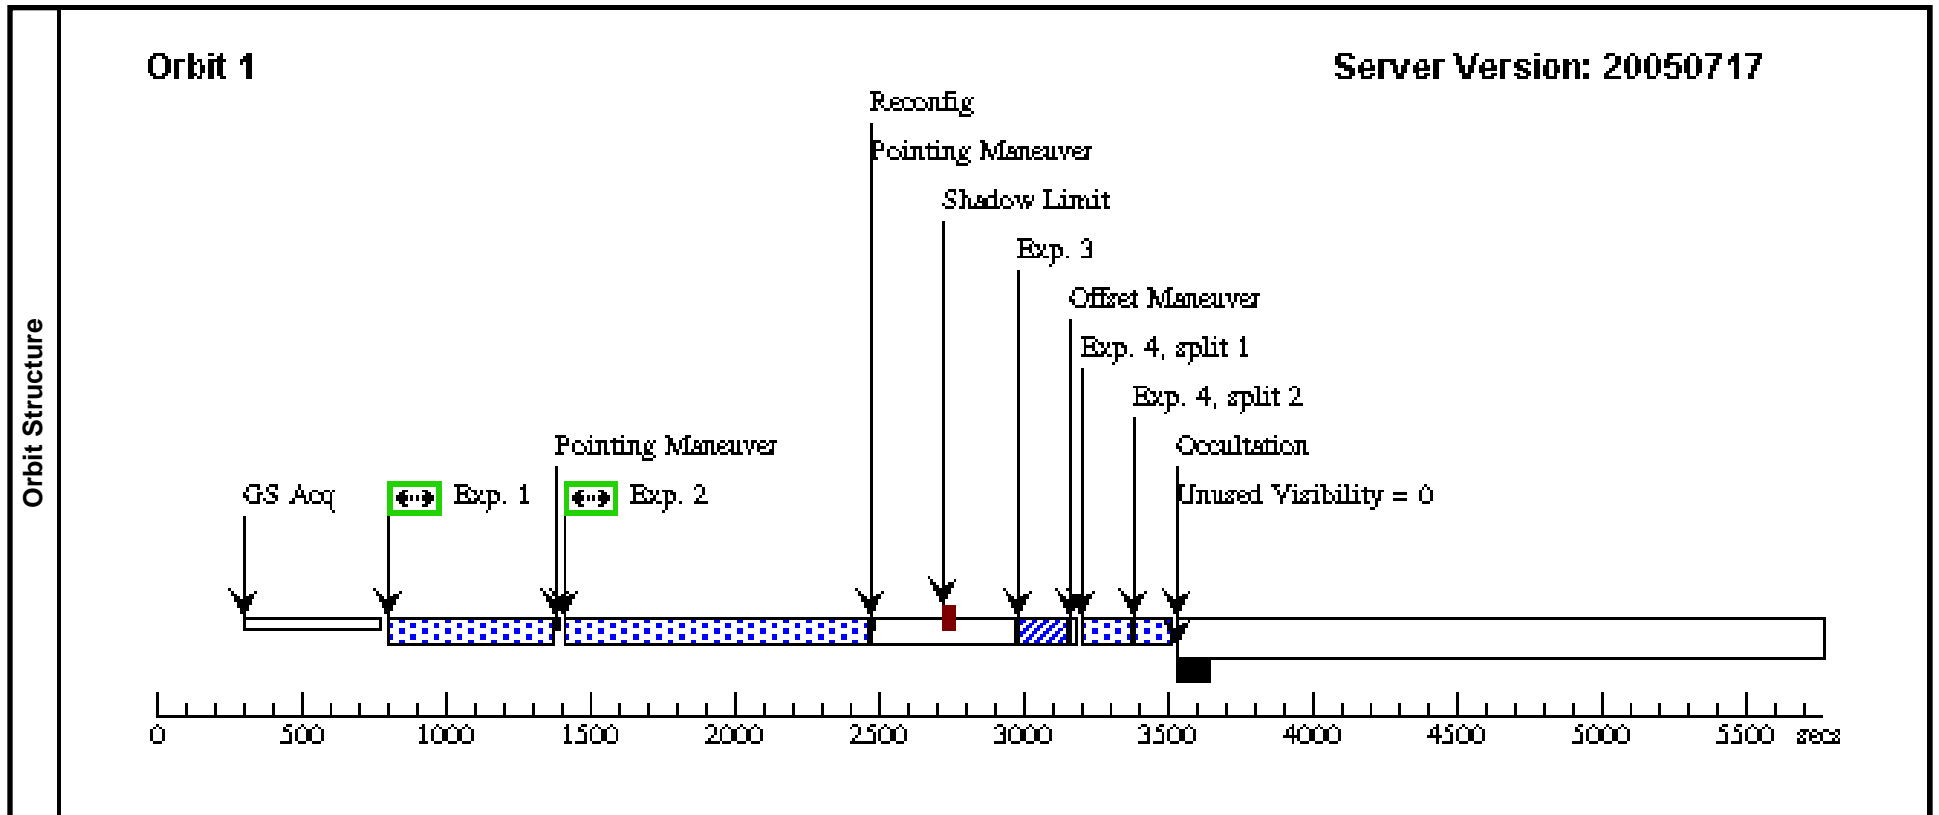 Orbit Structure
Orbit 1
Server Version: 20050717
Reconfig
Pointing Maneuver
Shadow Limit
Exp. 3
Offset Maneuver
Exp. 4, split 1
Exp. 4, split 2
Pointing Maneuver
Occultation
GS Acq
Exp. 1
Exp. 2
Unused Visibility = 0
0 500 1000 1500 2000 2500 3000 3500 4000 4500 5000 5500 secs